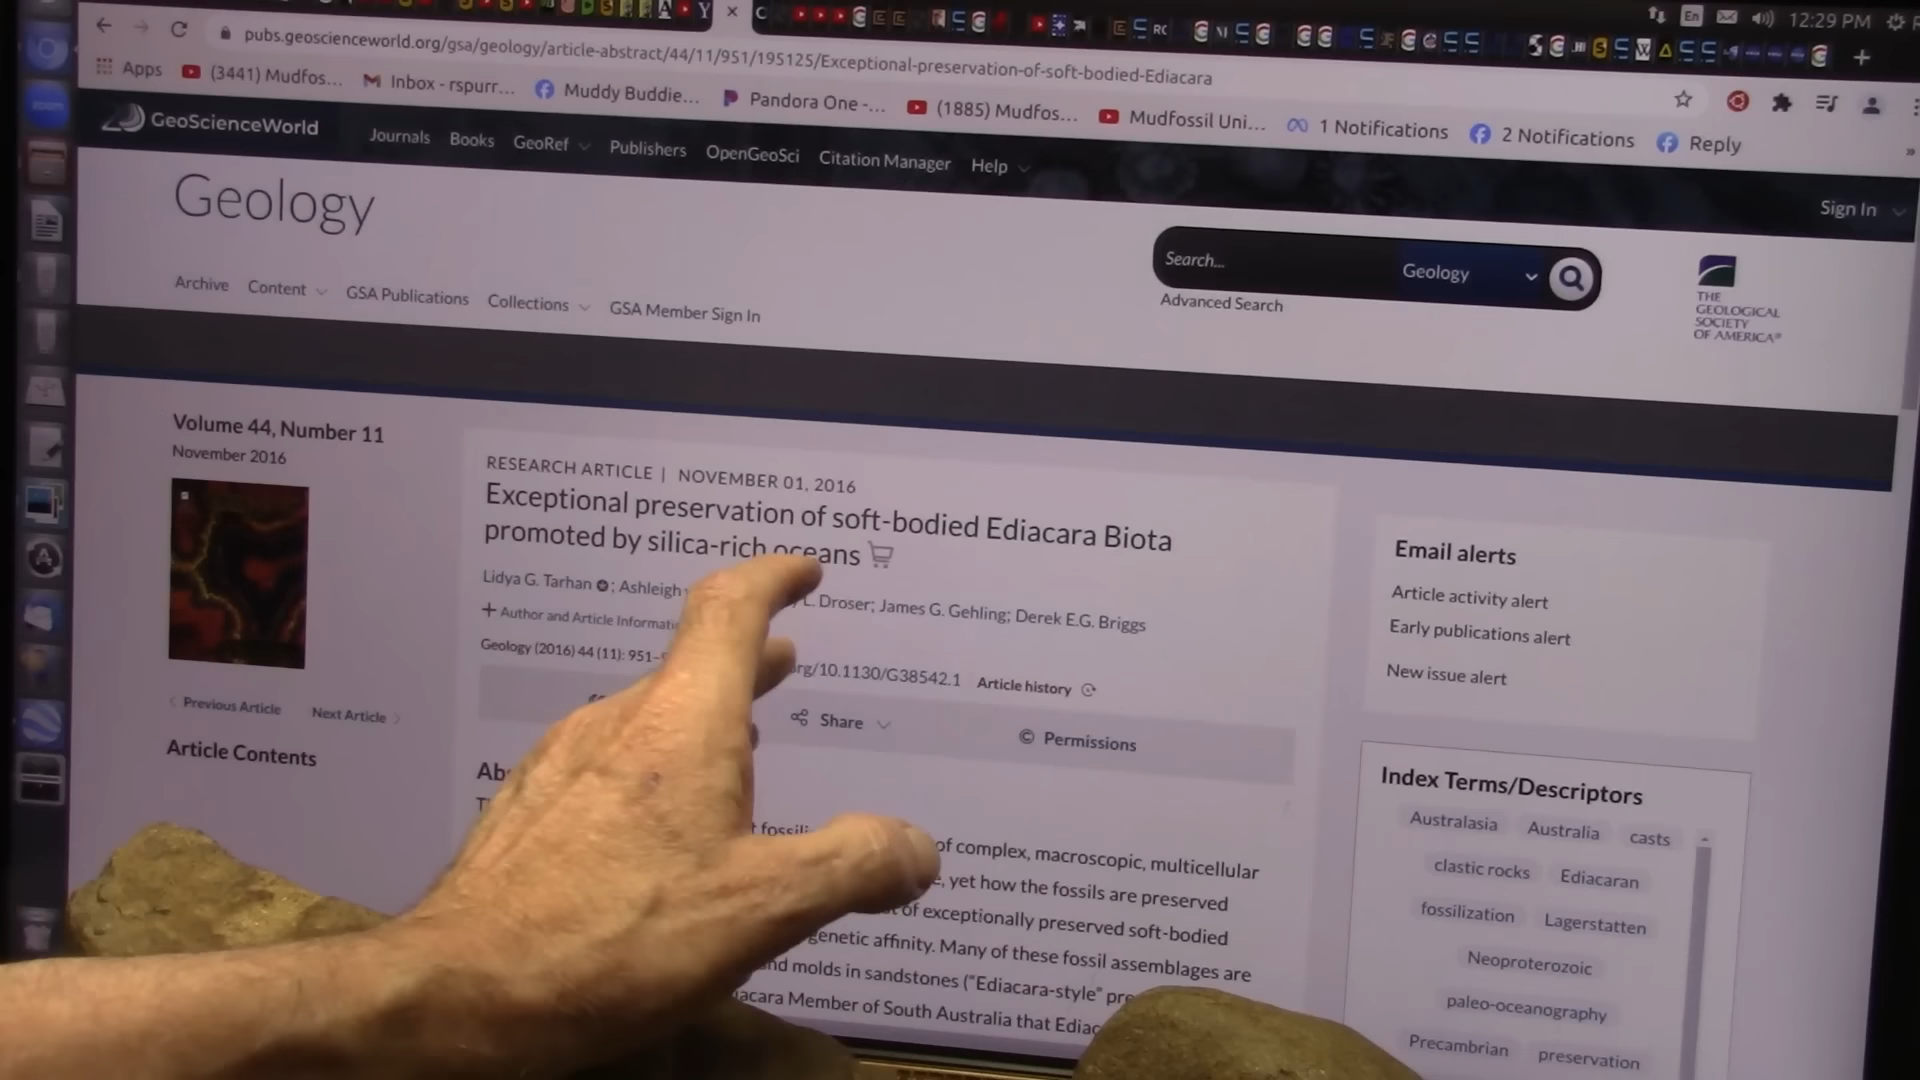 12:29 PM
En
pubs.geoscienceworld.org/gsa/geology/article-abstract/44/11/951/195125/Exceptional-preservation-of-soft-bodied-Ediacara
Apps (3441) Mudfos... Inbox - rspurr... Muddy Buddie... Pandora One -... (1885) Mudfos... Mudfossil Uni... 1 Notifications 2 Notifications Reply »
GeoScienceWorld Journals Books GeoRef Publishers OpenGeoSci Citation Manager Help
Sign In
Geology
Search... Geology
Advanced Search
THE
GEOLOGICAL
SOCIETY
OF AMERICA®
Archive Content GSA Publications Collections GSA Member Sign In
Volume 44, Number 11
November 2016
Previous Article Next Article
Article Contents
RESEARCH ARTICLE | NOVEMBER 01, 2016
Exceptional preservation of soft-bodied Ediacara Biota
promoted by silica-rich oceans
Lidya G. Tarhan ; Ashleigh L. Droser; James G. Gehling; Derek E.G. Briggs
+ Author and Article Informati
Geology (2016) 44 (11): 951– rg/10.1130/G38542.1 Article history
Share
© Permissions
Ab
of complex, macroscopic, multicellular
, yet how the fossils are preserved
of exceptionally preserved soft-bodied
genetic affinity. Many of these fossil assemblages are
nd molds in sandstones ("Ediacara-style" pre
iacara Member of South Australia that Ediac
Email alerts
Article activity alert
Early publications alert
New issue alert
Index Terms/Descriptors
Australasia Australia casts
clastic rocks Ediacaran
fossilization Lagerstatten
Neoproterozoic
paleo-oceanography
Precambrian preservation